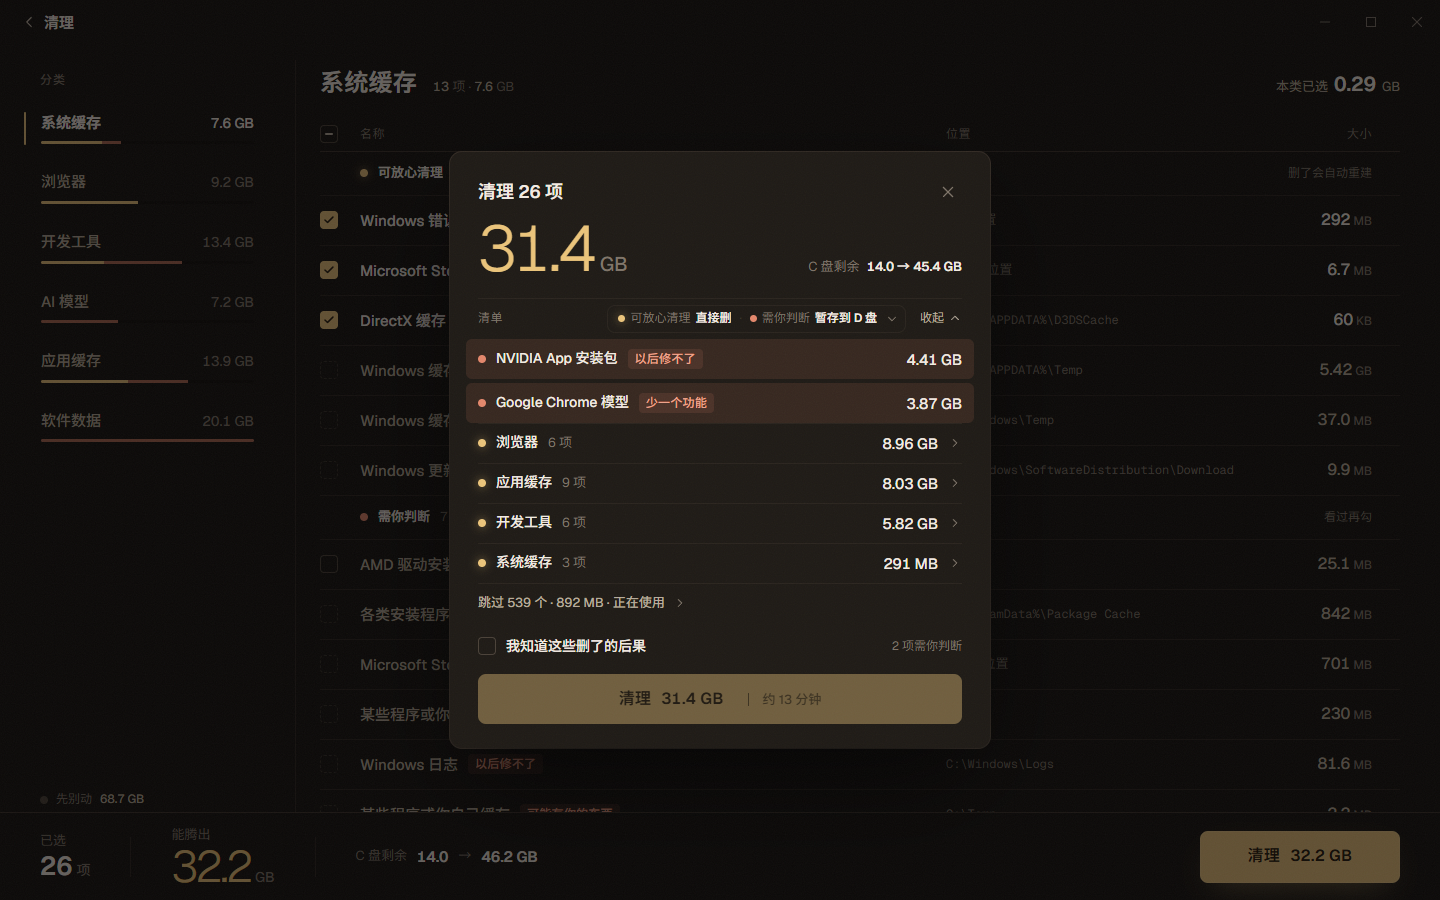 清理
分类
系统缓存 7.6 GB
浏览器 9.2 GB
开发工具 13.4 GB
AI 模型 7.2 GB
应用缓存 13.9 GB
软件数据 20.1 GB
先别动 68.7 GB
系统缓存 13 项 · 7.6 GB 本类已选 0.29 GB
名称 位置 大小
可放心清理 删了会自动重建
Windows 错 292 MB
Microsoft Sto 位置 6.7 MB
DirectX 缓存 APPDATA%\D3DSCache 60 KB
Windows 缓 APPDATA%\Temp 5.42 GB
Windows 缓 dows\Temp 37.0 MB
Windows 更 dows\SoftwareDistribution\Download 9.9 MB
需你判断 7 看过再勾
AMD 驱动安 25.1 MB
各类安装程序 amData%\Package Cache 842 MB
Microsoft Sto 置 701 MB
某些程序或你 230 MB
Windows 日志 以后修不了 C:\Windows\Logs 81.6 MB
清理 26 项
31.4 GB C 盘剩余 14.0 → 45.4 GB
清单 可放心清理 直接删 需你判断 暂存到 D 盘 收起
NVIDIA App 安装包 以后修不了 4.41 GB
Google Chrome 模型 少一个功能 3.87 GB
浏览器 6 项 8.96 GB
应用缓存 9 项 8.03 GB
开发工具 6 项 5.82 GB
系统缓存 3 项 291 MB
跳过 539 个 · 892 MB · 正在使用
我知道这些删了的后果 2 项需你判断
清理 31.4 GB 约 13 分钟
已选 26 项
能腾出 32.2 GB
C 盘剩余 14.0 → 46.2 GB
清理 32.2 GB